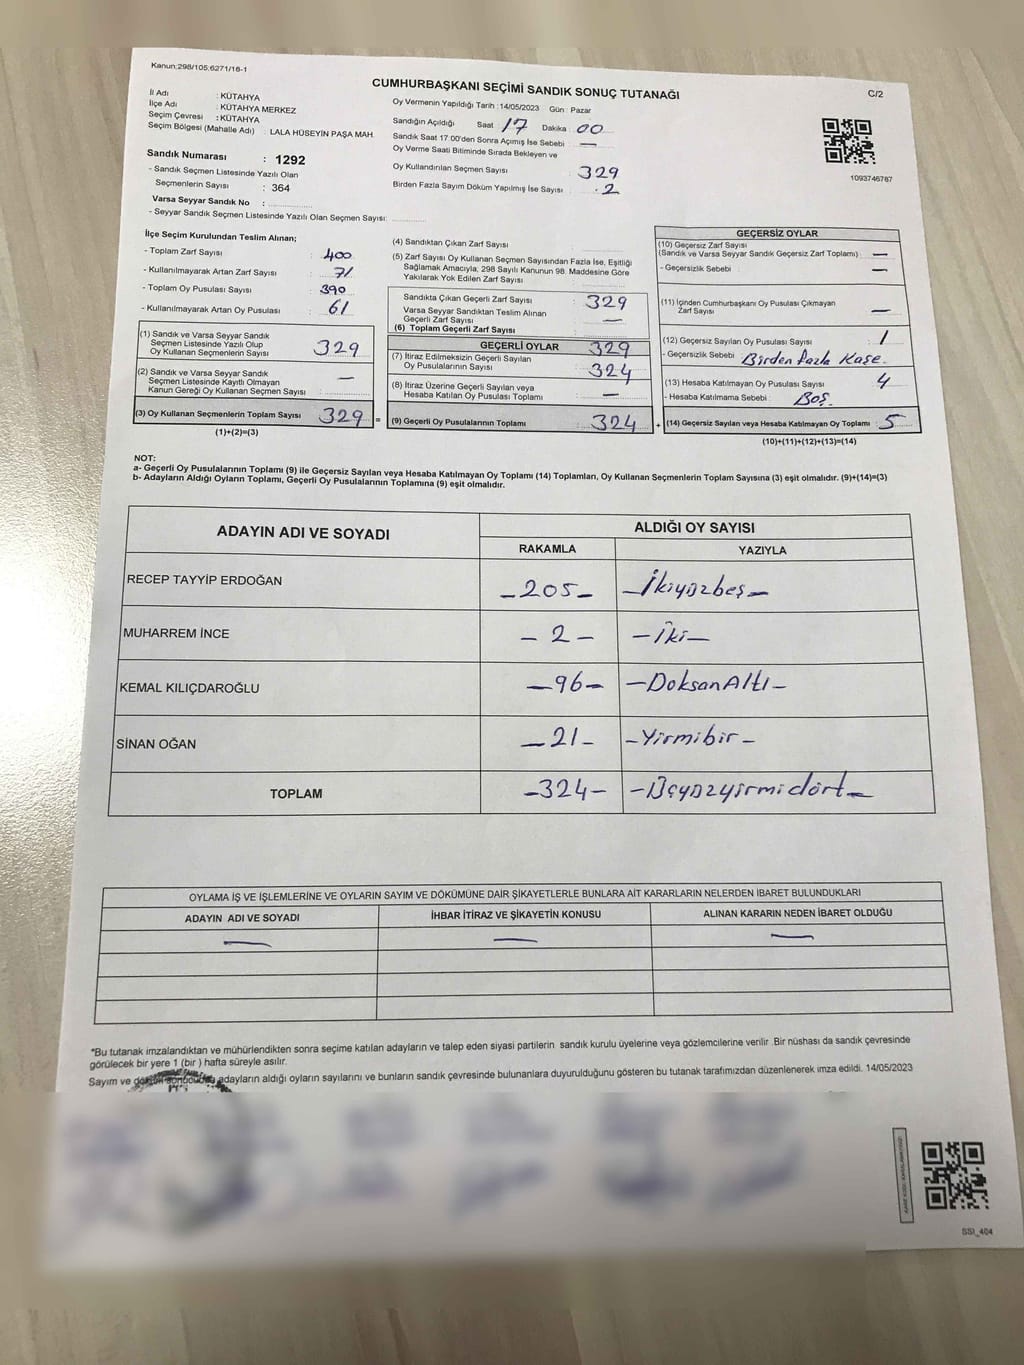 Kanun:298/105;6271/16-1
CUMHURBAŞKANI SEÇİMİ SANDIK SONUÇ TUTANAĞI
C/2
İl Adı : KÜTAHYA
İlçe Adı : KÜTAHYA MERKEZ
Seçim Çevresi : KÜTAHYA
Seçim Bölgesi (Mahalle Adı) : LALA HÜSEYİN PAŞA MAH.
Sandık Numarası : 1292
- Sandık Seçmen Listesinde Yazılı Olan
Seçmenlerin Sayısı : 364
Varsa Seyyar Sandık No :
- Seyyar Sandık Seçmen Listesinde Yazılı Olan Seçmen Sayısı:
Oy Vermenin Yapıldığı Tarih : 14/05/2023 Gün : Pazar
Sandığın Açıldığı Saat 17 Dakika : 00
Sandık Saat 17:00'den Sonra Açımış İse Sebebi —
Oy Verme Saati Bitiminde Sırada Bekleyen ve
Oy Kullandırılan Seçmen Sayısı : 329
Birden Fazla Sayım Döküm Yapılmış İse Sayısı : 2
1093746787
İlçe Seçim Kurulundan Teslim Alınan;
- Toplam Zarf Sayısı : 400
- Kullanılmayarak Artan Zarf Sayısı : 71
- Toplam Oy Pusulası Sayısı : 390
- Kullanılmayarak Artan Oy Pusulası : 61
(1) Sandık ve Varsa Seyyar Sandık
Seçmen Listesinde Yazılı Olup
Oy Kullanan Seçmenlerin Sayısı : 329
(2) Sandık ve Varsa Seyyar Sandık
Seçmen Listesinde Kayıtlı Olmayan
Kanun Gereği Oy Kullanan Seçmen Sayısı : —
(3) Oy Kullanan Seçmenlerin Toplam Sayısı : 329 =
(1)+(2)=(3)
(4) Sandıktan Çıkan Zarf Sayısı :
(5) Zarf Sayısı Oy Kullanan Seçmen Sayısından Fazla İse, Eşitliği
Sağlamak Amacıyla, 298 Sayılı Kanunun 98. Maddesine Göre
Yakılarak Yok Edilen Zarf Sayısı :
Sandıkta Çıkan Geçerli Zarf Sayısı : 329
Varsa Seyyar Sandıktan Teslim Alınan
Geçerli Zarf Sayısı : —
(6) Toplam Geçerli Zarf Sayısı : 329
GEÇERLİ OYLAR
(7) İtiraz Edilmeksizin Geçerli Sayılan
Oy Pusulasının Sayısı : 324
(8) İtiraz Üzerine Geçerli Sayılan veya
Hesaba Katılan Oy Pusulası Toplamı : —
(9) Geçerli Oy Pusulalarının Toplamı : 324 +
GEÇERSİZ OYLAR
(10) Geçersiz Zarf Sayısı
(Sandık ve Varsa Seyyar Sandık Geçersiz Zarf Toplamı) : —
- Geçersizlik Sebebi : —
(11) İçinden Cumhurbaşkanı Oy Pusulası Çıkmayan
Zarf Sayısı : —
(12) Geçersiz Sayılan Oy Pusulası Sayısı : 1
- Geçersizlik Sebebi : Birden fazla Kaşe.
(13) Hesaba Katılmayan Oy Pusulası Sayısı : 4
- Hesaba Katılmama Sebebi : Boş.
(14) Geçersiz Sayılan veya Hesaba Katılmayan Oy Toplamı : 5
(10)+(11)+(12)+(13)=(14)
NOT:
a- Geçerli Oy Pusulalarının Toplamı (9) ile Geçersiz Sayılan veya Hesaba Katılmayan Oy Toplamı (14) Toplamları, Oy Kullanan Seçmenlerin Toplam Sayısına (3) eşit olmalıdır. (9)+(14)=(3)
b- Adayların Aldığı Oyların Toplamı, Geçerli Oy Pusulalarının Toplamına (9) eşit olmalıdır.
ADAYIN ADI VE SOYADI
ALDIĞI OY SAYISI
RAKAMLA YAZIYLA
RECEP TAYYİP ERDOĞAN –205– –İkiyüzbeş–
MUHARREM İNCE – 2 – –İki–
KEMAL KILIÇDAROĞLU –96– –DoksanAltı–
SİNAN OĞAN –21– –Yirmibir–
TOPLAM –324– –Üçyüzyirmidört–
OYLAMA İŞ VE İŞLEMLERİNE VE OYLARIN SAYIM VE DÖKÜMÜNE DAİR ŞİKAYETLERLE BUNLARA AİT KARARLARIN NELERDEN İBARET BULUNDUKLARI
ADAYIN ADI VE SOYADI İHBAR İTİRAZ VE ŞİKAYETİN KONUSU ALINAN KARARIN NEDEN İBARET OLDUĞU
— — —
*Bu tutanak imzalandıktan ve mühürlendikten sonra seçime katılan adayların ve talep eden siyasi partilerin sandık kurulu üyelerine veya gözlemcilerine verilir. Bir nüshası da sandık çevresinde
görülecek bir yere 1 (bir ) hafta süreyle asılır.
Sayım ve döküm sonucunda adayların aldığı oyların sayılarını ve bunların sandık çevresinde bulunanlara duyurulduğunu gösteren bu tutanak tarafımızdan düzenlenerek imza edildi. 14/05/2023
SSİ_404